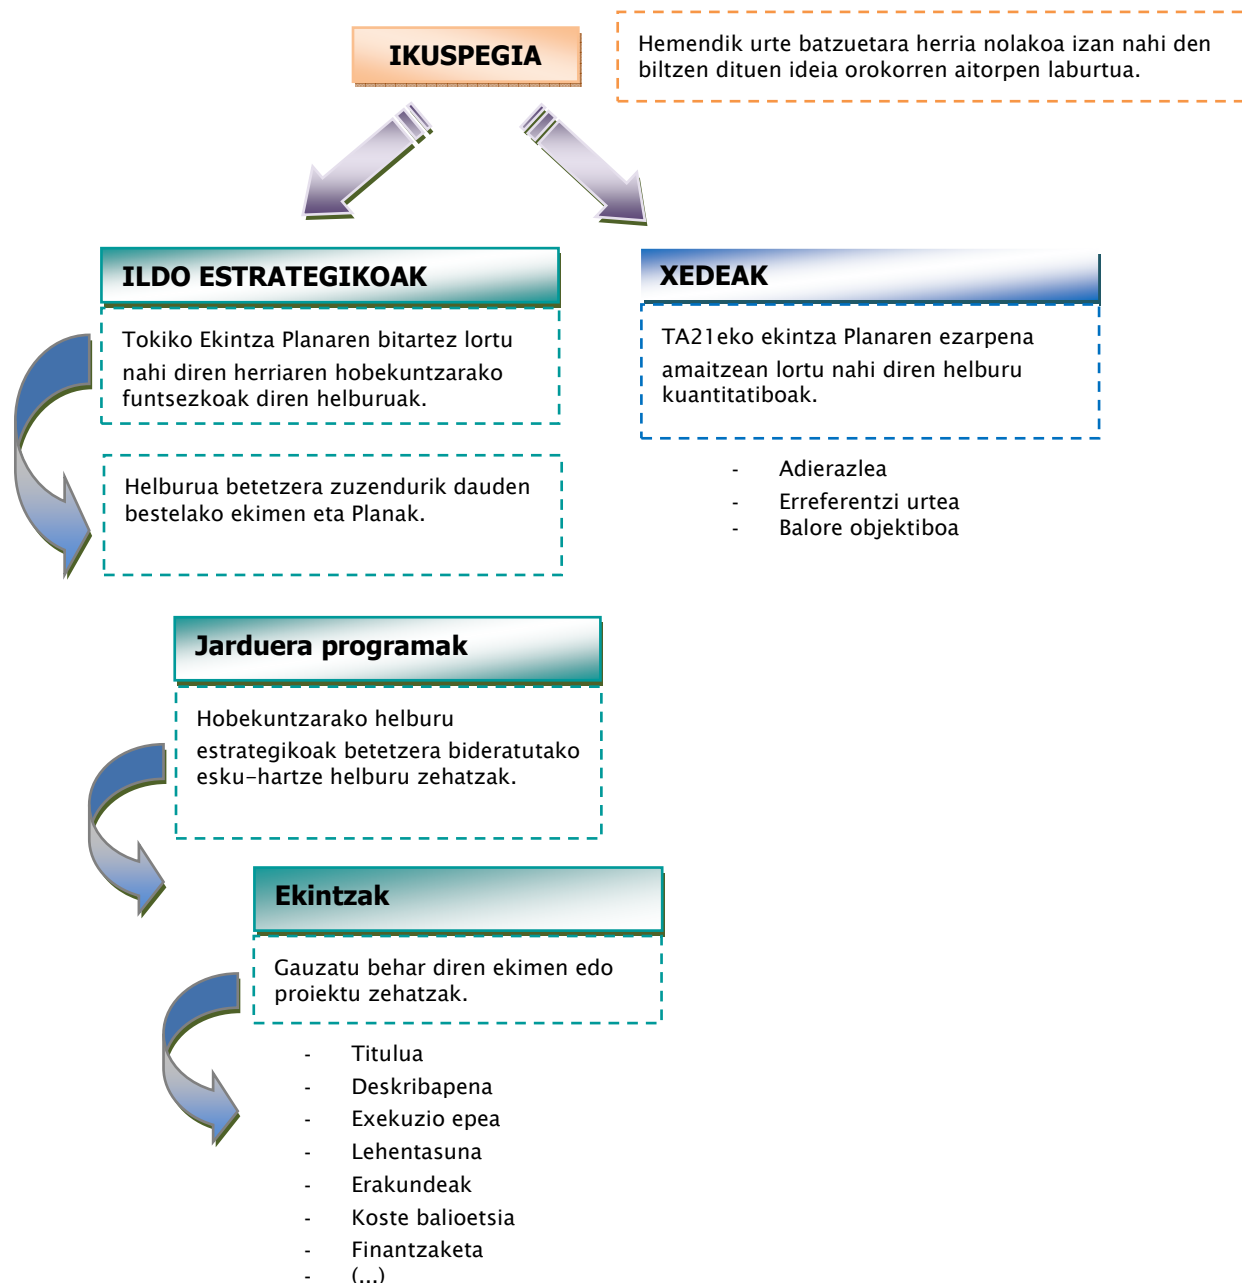 IKUSPEGIA
Hemendik urte batzuetara herria nolakoa izan nahi den
biltzen dituen ideia orokorren aitorpen laburtua.
ILDO ESTRATEGIKOAK
Tokiko Ekintza Planaren bitartez lortu
nahi diren herriaren hobekuntzarako
funtsezkoak diren helburuak.
Helburua betetzera zuzendurik dauden
bestelako ekimen eta Planak.
XEDEAK
TA21eko ekintza Planaren ezarpena
amaitzean lortu nahi diren helburu
kuantitatiboak.
- Adierazlea
- Erreferentzi urtea
- Balore objektiboa
Jarduera programak
Hobekuntzarako helburu
estrategikoak betetzera bideratutako
esku-hartze helburu zehatzak.
Ekintzak
Gauzatu behar diren ekimen edo
proiektu zehatzak.
- Titulua
- Deskribapena
- Exekuzio epea
- Lehentasuna
- Erakundeak
- Koste balioetsia
- Finantzaketa
- (...)